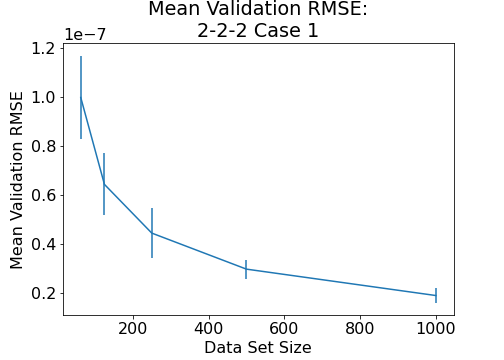 Mean Validation RMSE:
2-2-2 Case 1
1e−7
1.2
1.0
0.8
0.6
0.4
0.2
Mean Validation RMSE
200 400 600 800 1000
Data Set Size